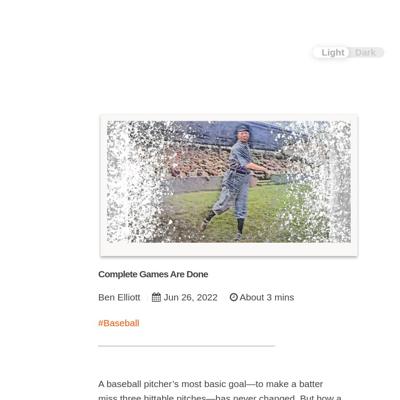 Light Dark
Complete Games Are Done
Ben Elliott Jun 26, 2022 About 3 mins
#Baseball
A baseball pitcher’s most basic goal—to make a batter
miss three hittable pitches—has never changed. But how a